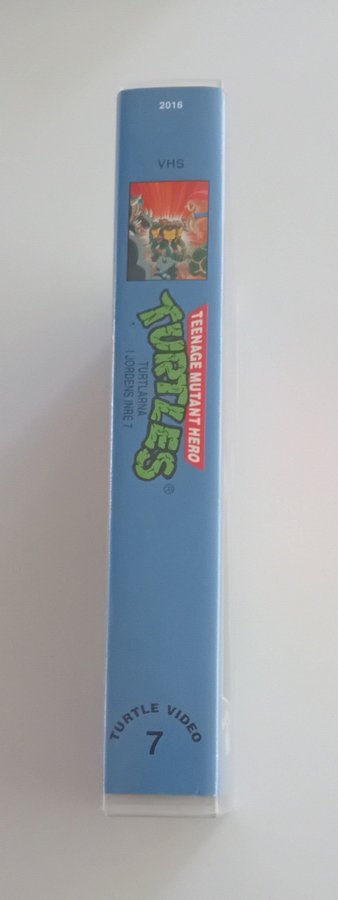 2016
VHS
TEENAGE MUTANT HERO
TURTLES®
TURTLARNA
I JORDENS INRE 7
TURTLE VIDEO
7